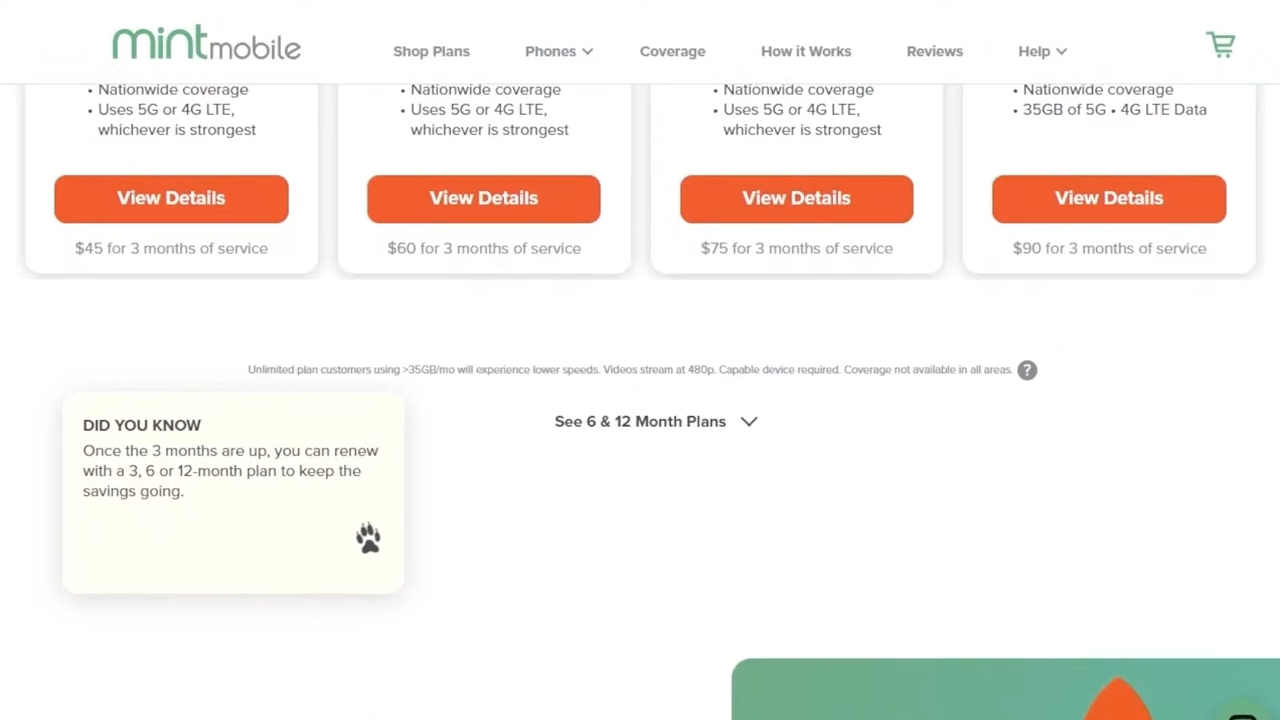 mintmobile
Shop Plans
Phones
Coverage
How it Works
Reviews
Help
• Nationwide coverage
• Uses 5G or 4G LTE,
whichever is strongest
View Details
$45 for 3 months of service
• Nationwide coverage
• Uses 5G or 4G LTE,
whichever is strongest
View Details
$60 for 3 months of service
• Nationwide coverage
• Uses 5G or 4G LTE,
whichever is strongest
View Details
$75 for 3 months of service
• Nationwide coverage
• 35GB of 5G • 4G LTE Data
View Details
$90 for 3 months of service
Unlimited plan customers using >35GB/mo will experience lower speeds. Videos stream at 480p. Capable device required. Coverage not available in all areas. ?
See 6 & 12 Month Plans
DID YOU KNOW
Once the 3 months are up, you can renew
with a 3, 6 or 12-month plan to keep the
savings going.